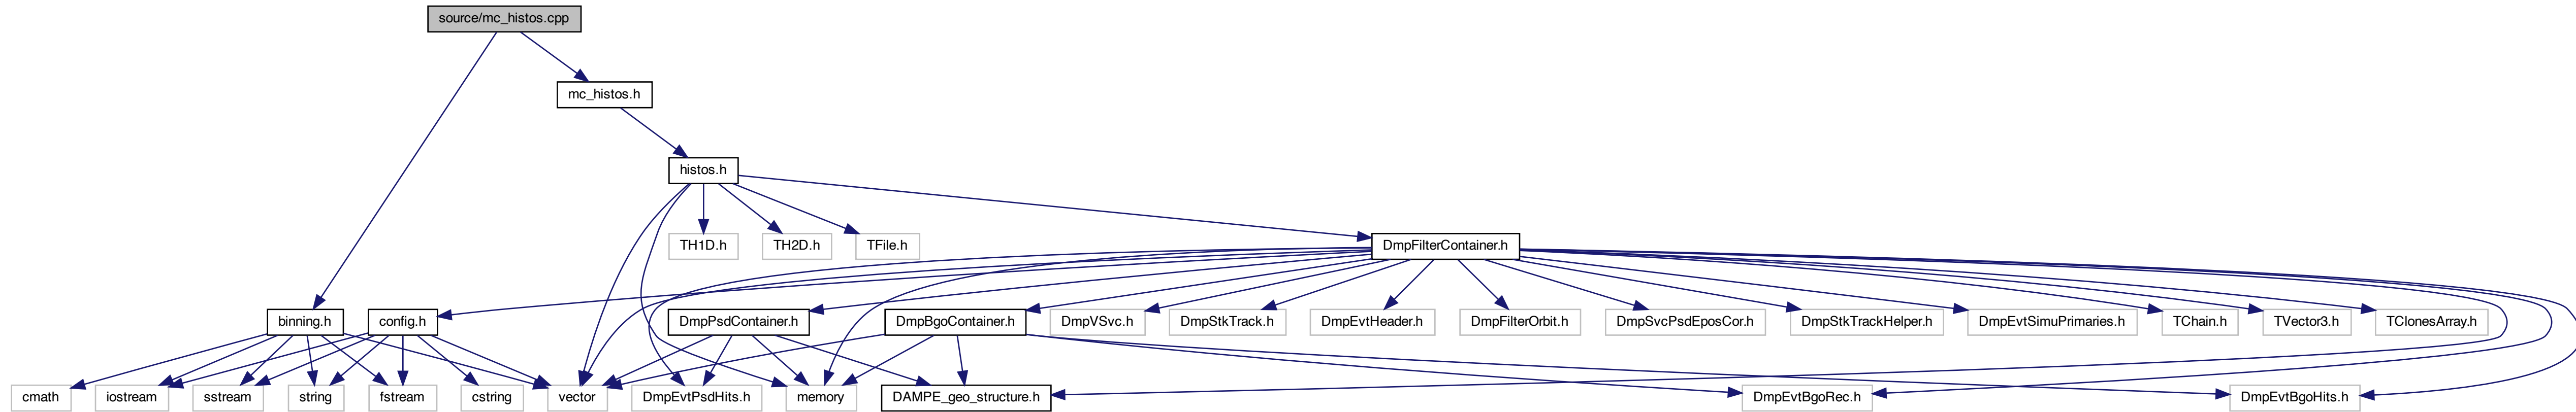 source/mc_histos.cpp
mc_histos.h
histos.h
TH1D.h
TH2D.h
TFile.h
DmpFilterContainer.h
binning.h
config.h
DmpPsdContainer.h
DmpBgoContainer.h
DmpVSvc.h
DmpStkTrack.h
DmpEvtHeader.h
DmpFilterOrbit.h
DmpSvcPsdEposCor.h
DmpStkTrackHelper.h
DmpEvtSimuPrimaries.h
TChain.h
TVector3.h
TClonesArray.h
cmath
iostream
sstream
string
fstream
cstring
vector
DmpEvtPsdHits.h
memory
DAMPE_geo_structure.h
DmpEvtBgoRec.h
DmpEvtBgoHits.h